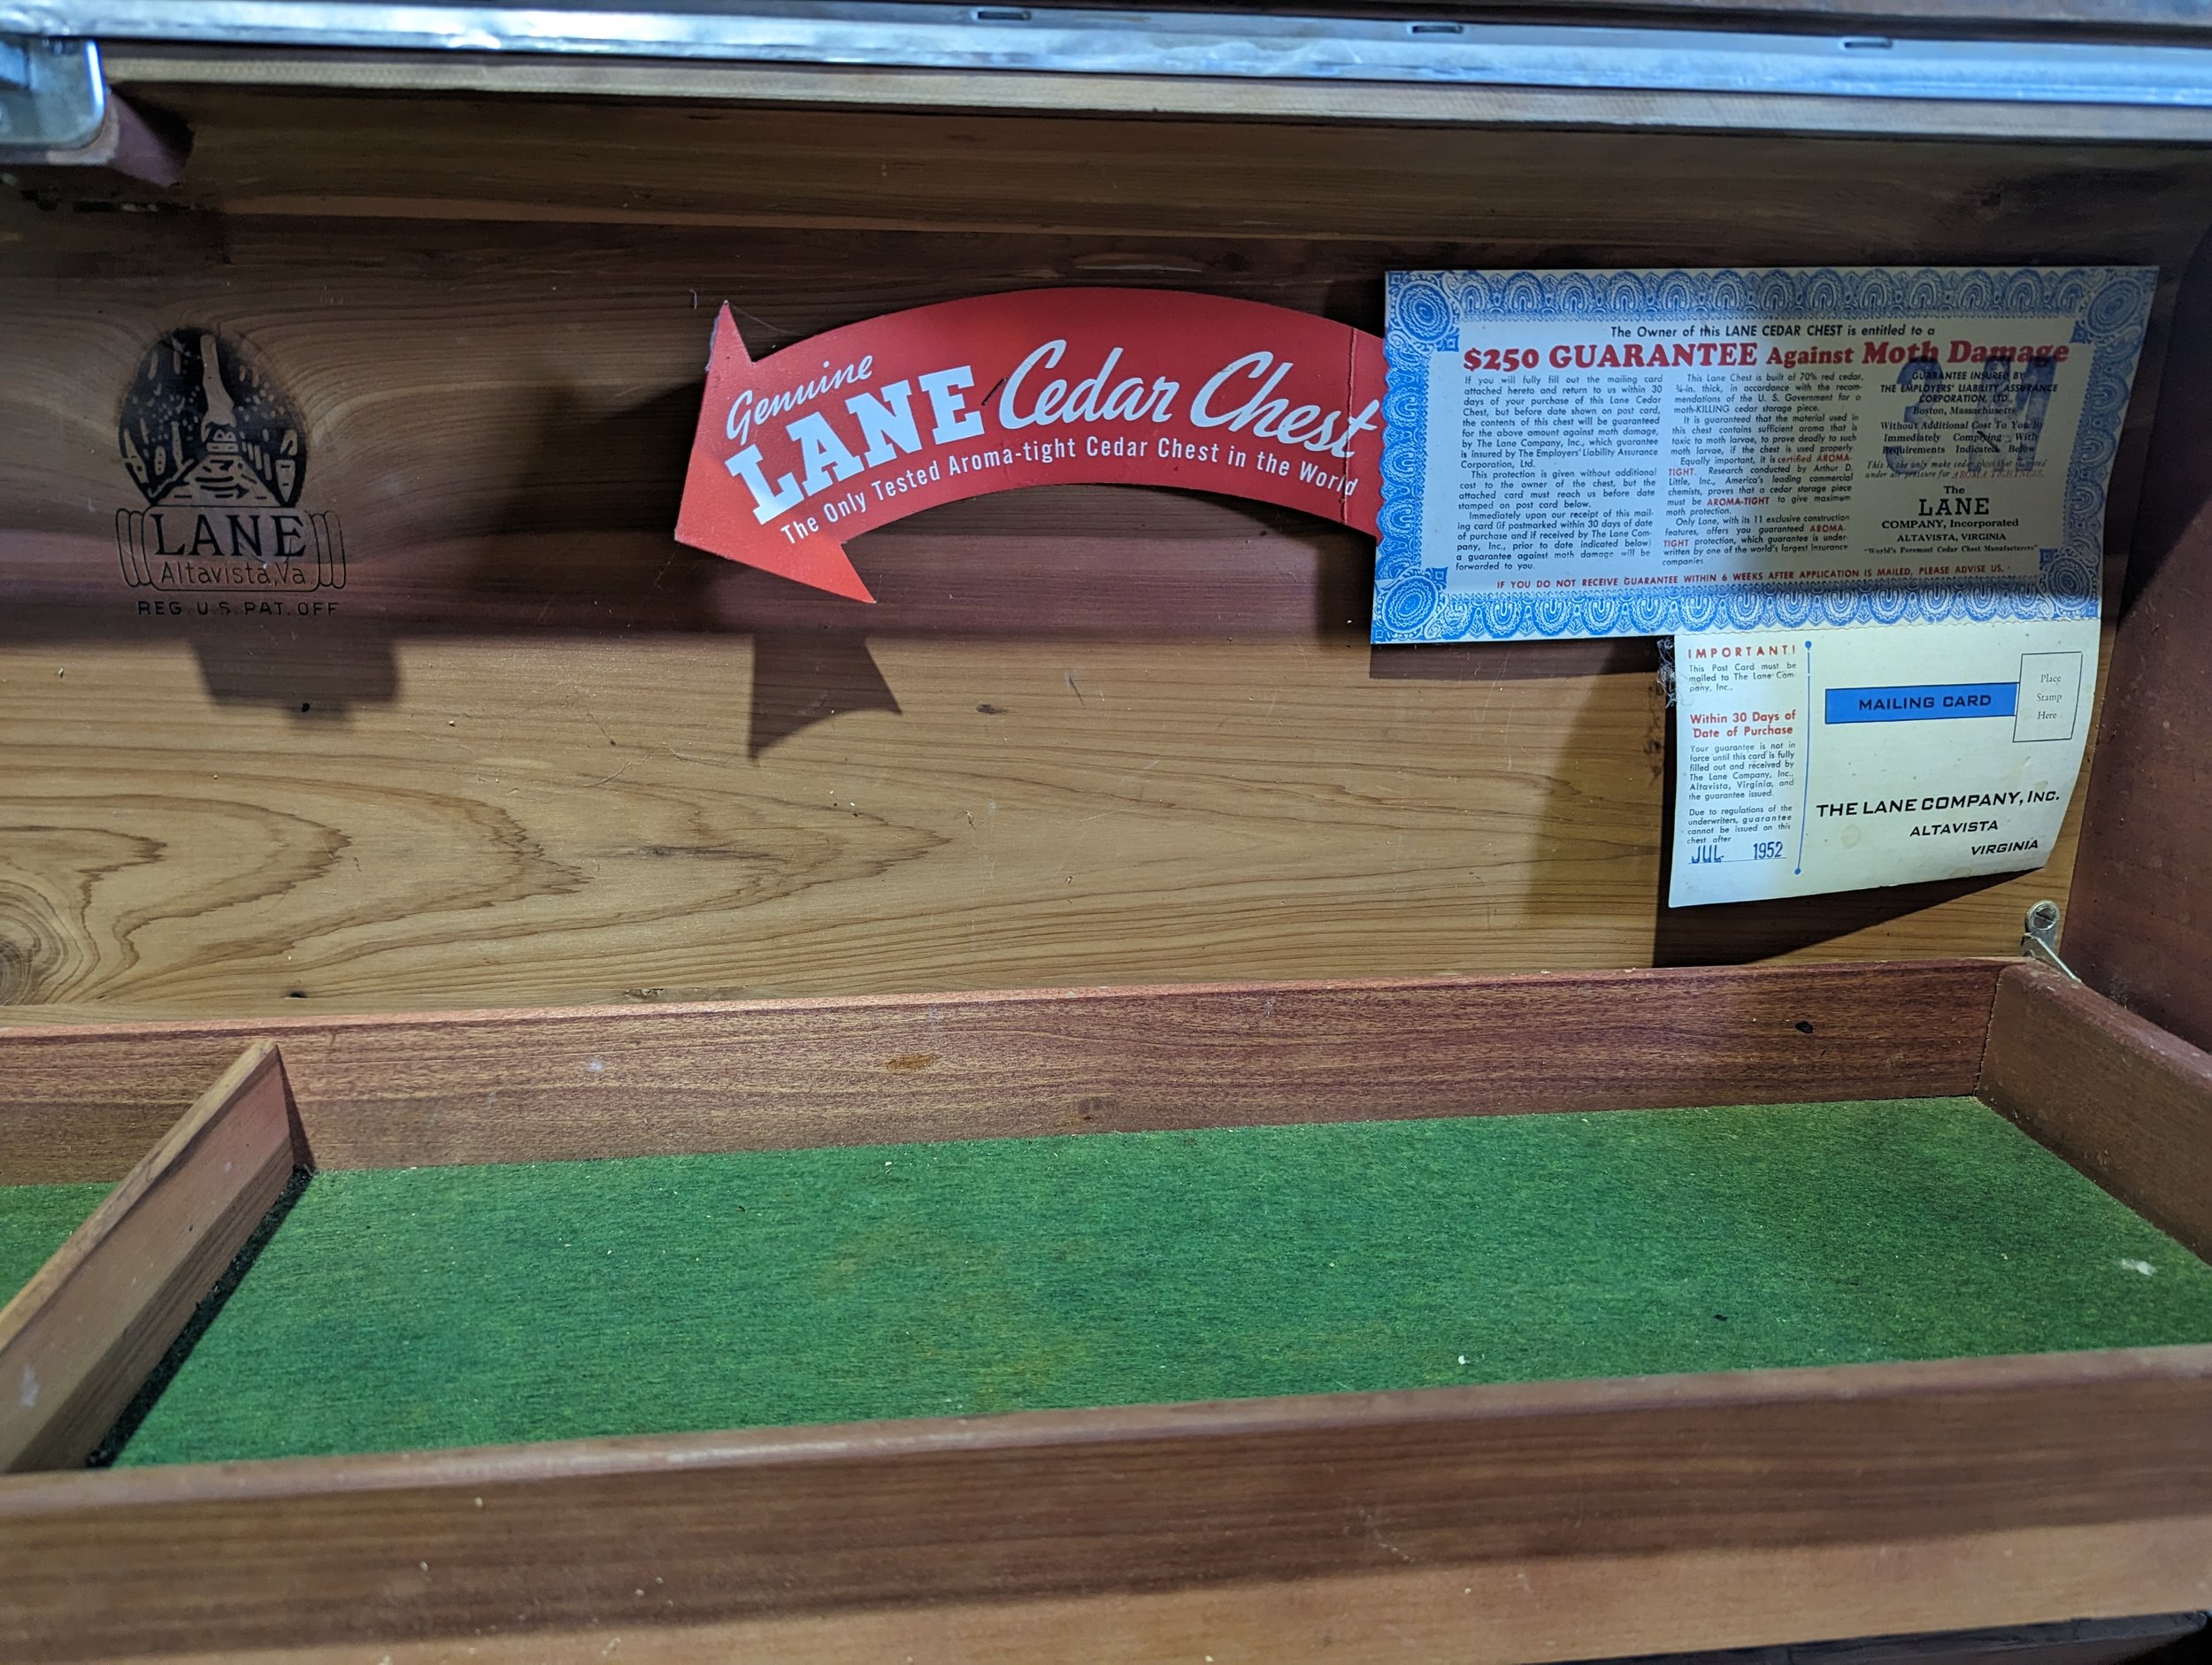 LANE
Altavista, Va.
REG. U.S. PAT. OFF
Genuine
LANE Cedar Chest
The Only Tested Aroma-tight Cedar Chest in the World
The Owner of this LANE CEDAR CHEST is entitled to a
$250 GUARANTEE Against Moth Damage
If you will fully fill out the mailing card
attached hereto and return to us within 30
days of your purchase of this Lane Cedar
Chest, but before date shown on post card,
the contents of this chest will be guaranteed
for the above amount against moth damage,
by The Lane Company, Inc., which guarantee
is insured by The Employers' Liability Assurance
Corporation, Ltd.
This protection is given without additional
cost to the owner of the chest, but the
attached card must reach us before date
stamped on post card below.
Immediately upon our receipt of this mail-
ing card (if postmarked within 30 days of date
of purchase and if received by The Lane Com-
pany, Inc., prior to date indicated below)
a guarantee against moth damage will be
forwarded to you.
This Lane Chest is built of 70% red cedar,
¾-in. thick, in accordance with the recom-
mendations of the U. S. Government for a
moth-KILLING cedar storage piece.
It is guaranteed that the material used in
this chest contains sufficient aroma that is
toxic to moth larvae, to prove deadly to such
moth larvae, if the chest is used properly.
Equally important, it is certified AROMA-
TIGHT. Research conducted by Arthur D.
Little, Inc., America's leading commercial
chemists, proves that a cedar storage piece
must be AROMA-TIGHT to give maximum
moth protection.
Only Lane, with its 11 exclusive construction
features, offers you guaranteed AROMA-
TIGHT protection, which guarantee is under-
written by one of the world's largest insurance
companies.
GUARANTEE INSURED BY
THE EMPLOYERS' LIABILITY ASSURANCE
CORPORATION, LTD.,
Boston, Massachusetts
Without Additional Cost To You
Immediately Complying With
Requirements Indicated Below
This is the only make cedar chest that is tested
under air pressure for AROMA-TIGHTNESS.
The
LANE
COMPANY, Incorporated
ALTAVISTA, VIRGINIA
"World's Foremost Cedar Chest Manufacturers"
IF YOU DO NOT RECEIVE GUARANTEE WITHIN 6 WEEKS AFTER APPLICATION IS MAILED, PLEASE ADVISE US.
IMPORTANT!
This Post Card must be
mailed to The Lane Com-
pany, Inc.,
Within 30 Days of
Date of Purchase
Your guarantee is not in
force until this card is fully
filled out and received by
The Lane Company, Inc.,
Altavista, Virginia, and
the guarantee issued.
Due to regulations of the
underwriters, guarantee
cannot be issued on this
chest after
JUL 1952
MAILING CARD
Place
Stamp
Here
THE LANE COMPANY, INC.
ALTAVISTA
VIRGINIA